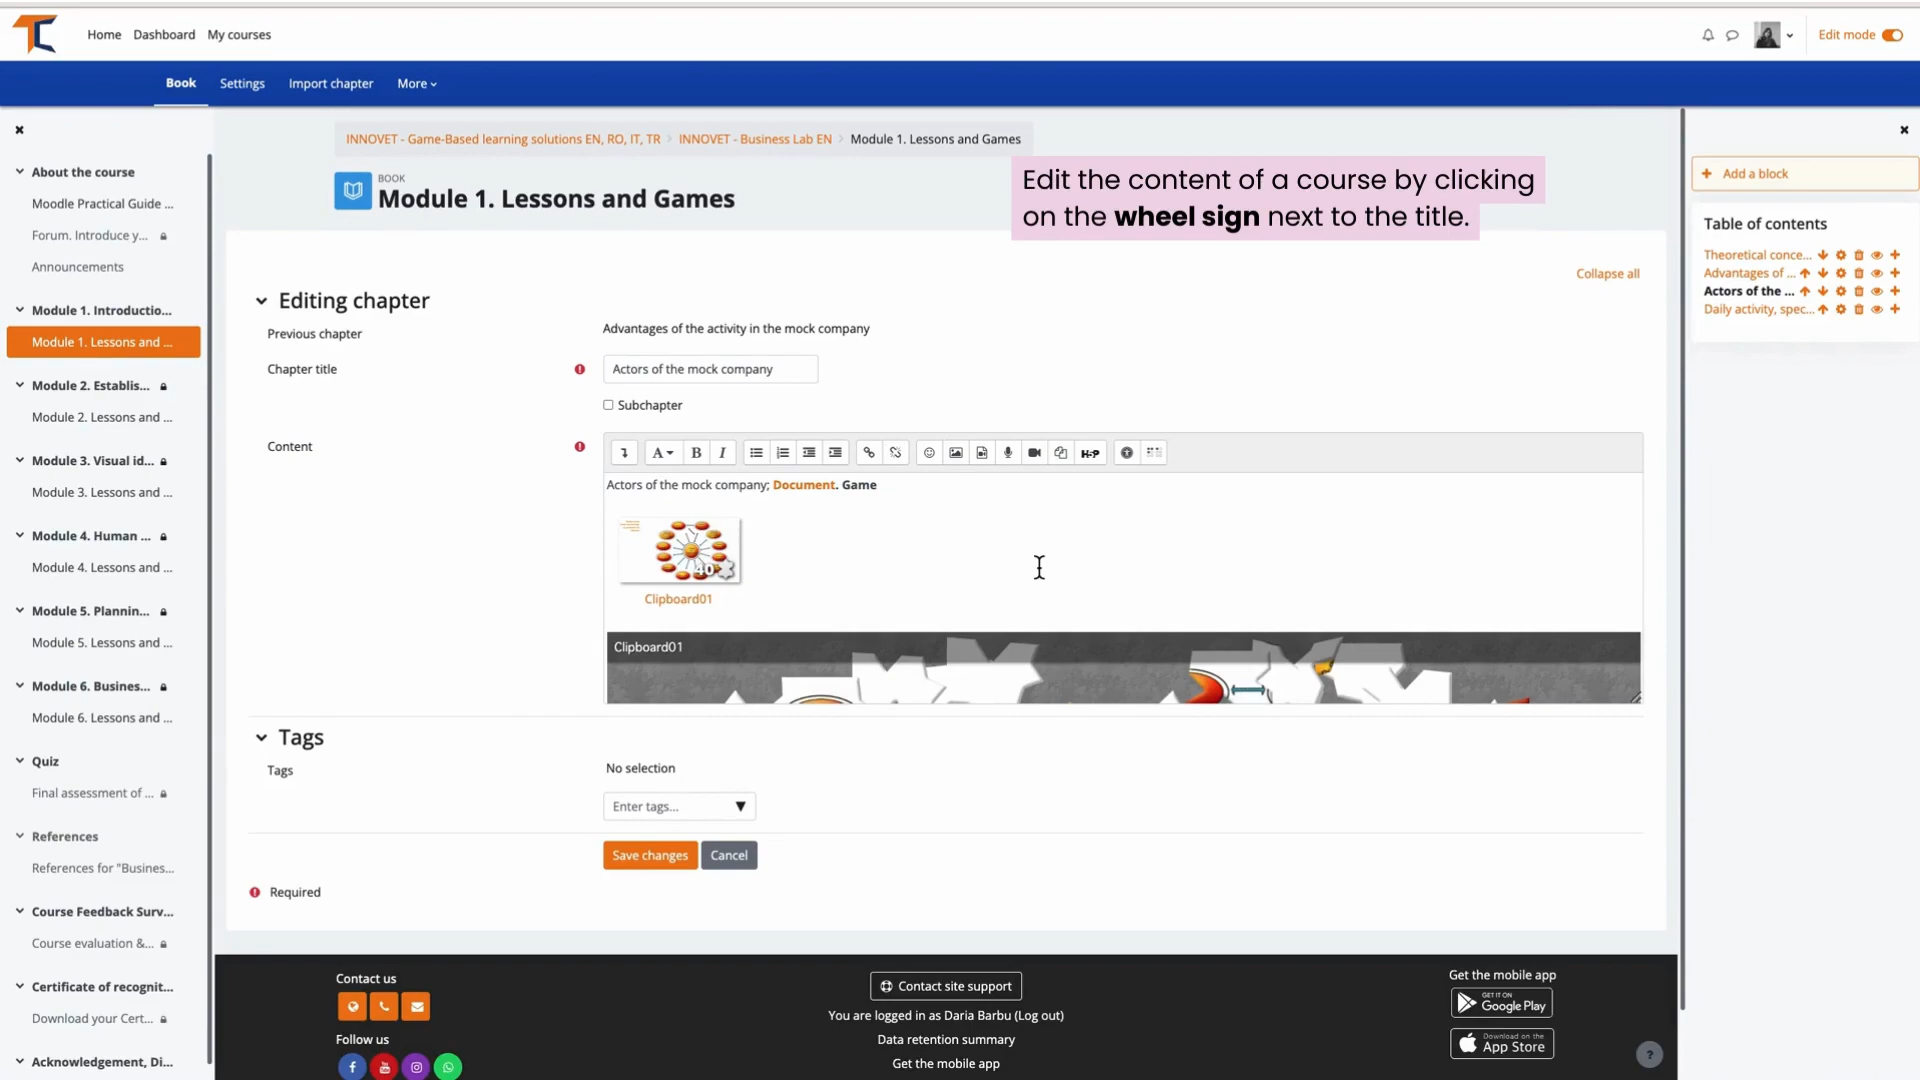 Home Dashboard My courses
Edit mode
Book Settings Import chapter More
About the course
Moodle Practical Guide ...
Forum. Introduce y...
Announcements
Module 1. Introductio...
Module 1. Lessons and ...
Module 2. Establis...
Module 2. Lessons and ...
Module 3. Visual id...
Module 3. Lessons and ...
Module 4. Human ...
Module 4. Lessons and ...
Module 5. Plannin...
Module 5. Lessons and ...
Module 6. Busines...
Module 6. Lessons and ...
Quiz
Final assessment of ...
References
References for "Busines...
Course Feedback Surv...
Course evaluation &...
Certificate of recognit...
Download your Cert...
Acknowledgement, Di...
INNOVET - Game-Based learning solutions EN, RO, IT, TR INNOVET - Business Lab EN Module 1. Lessons and Games
BOOK
Module 1. Lessons and Games
Edit the content of a course by clicking
on the wheel sign next to the title.
Collapse all
Editing chapter
Previous chapter Advantages of the activity in the mock company
Chapter title Actors of the mock company
Subchapter
Content
A B I H-P
Actors of the mock company; Document. Game
40
Clipboard01
Clipboard01
Tags
Tags No selection
Enter tags...
Save changes Cancel
Required
Add a block
Table of contents
Theoretical conce...
Advantages of ...
Actors of the ...
Daily activity, spec...
Contact us
Follow us
Contact site support
You are logged in as Daria Barbu (Log out)
Data retention summary
Get the mobile app
Get the mobile app
GET IT ON
Google Play
Download on the
App Store
?